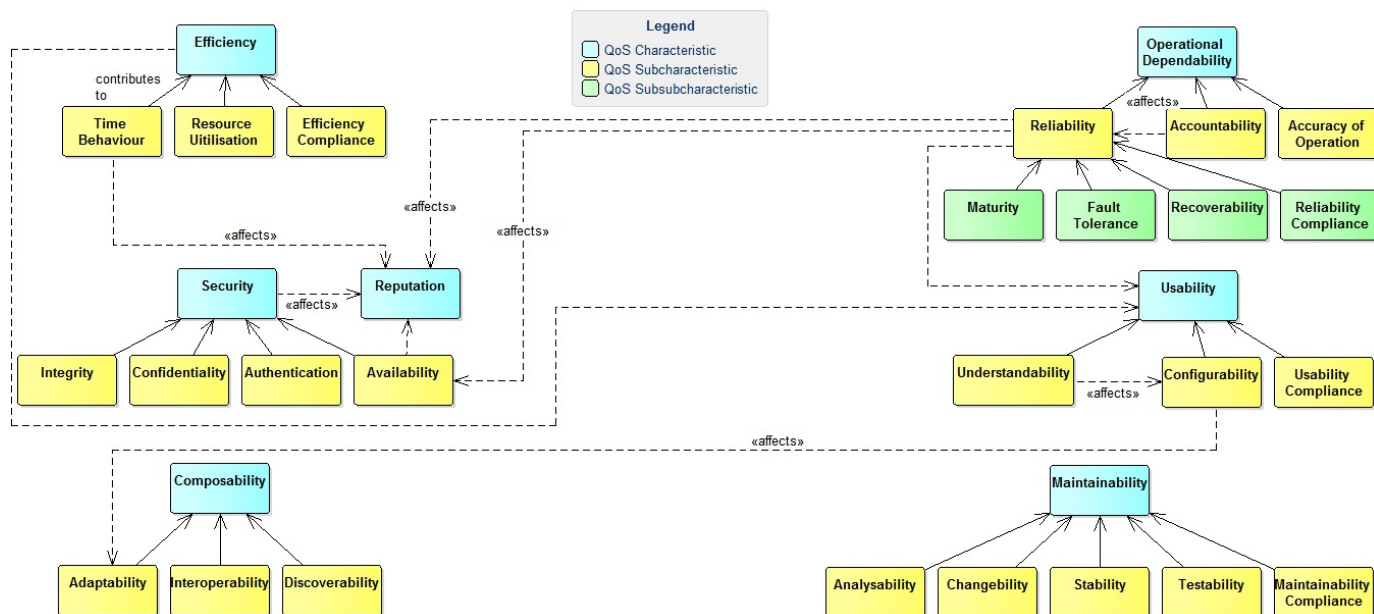 Legend
QoS Characteristic
QoS Subcharacteristic
QoS Subsubcharacteristic
Efficiency
contributes
to
Time
Behaviour
Resource
Uitilisation
Efficiency
Compliance
Operational
Dependability
«affects»
Reliability
Accountability
Accuracy of
Operation
Maturity
Fault
Tolerance
Recoverability
Reliability
Compliance
«affects»
«affects»
«affects»
Security
«affects»
Reputation
Usability
Integrity
Confidentiality
Authentication
Availability
Understandability
«affects»
Configurability
Usability
Compliance
«affects»
Composability
Maintainability
Adaptability
Interoperability
Discoverability
Analysability
Changebility
Stability
Testability
Maintainability
Compliance